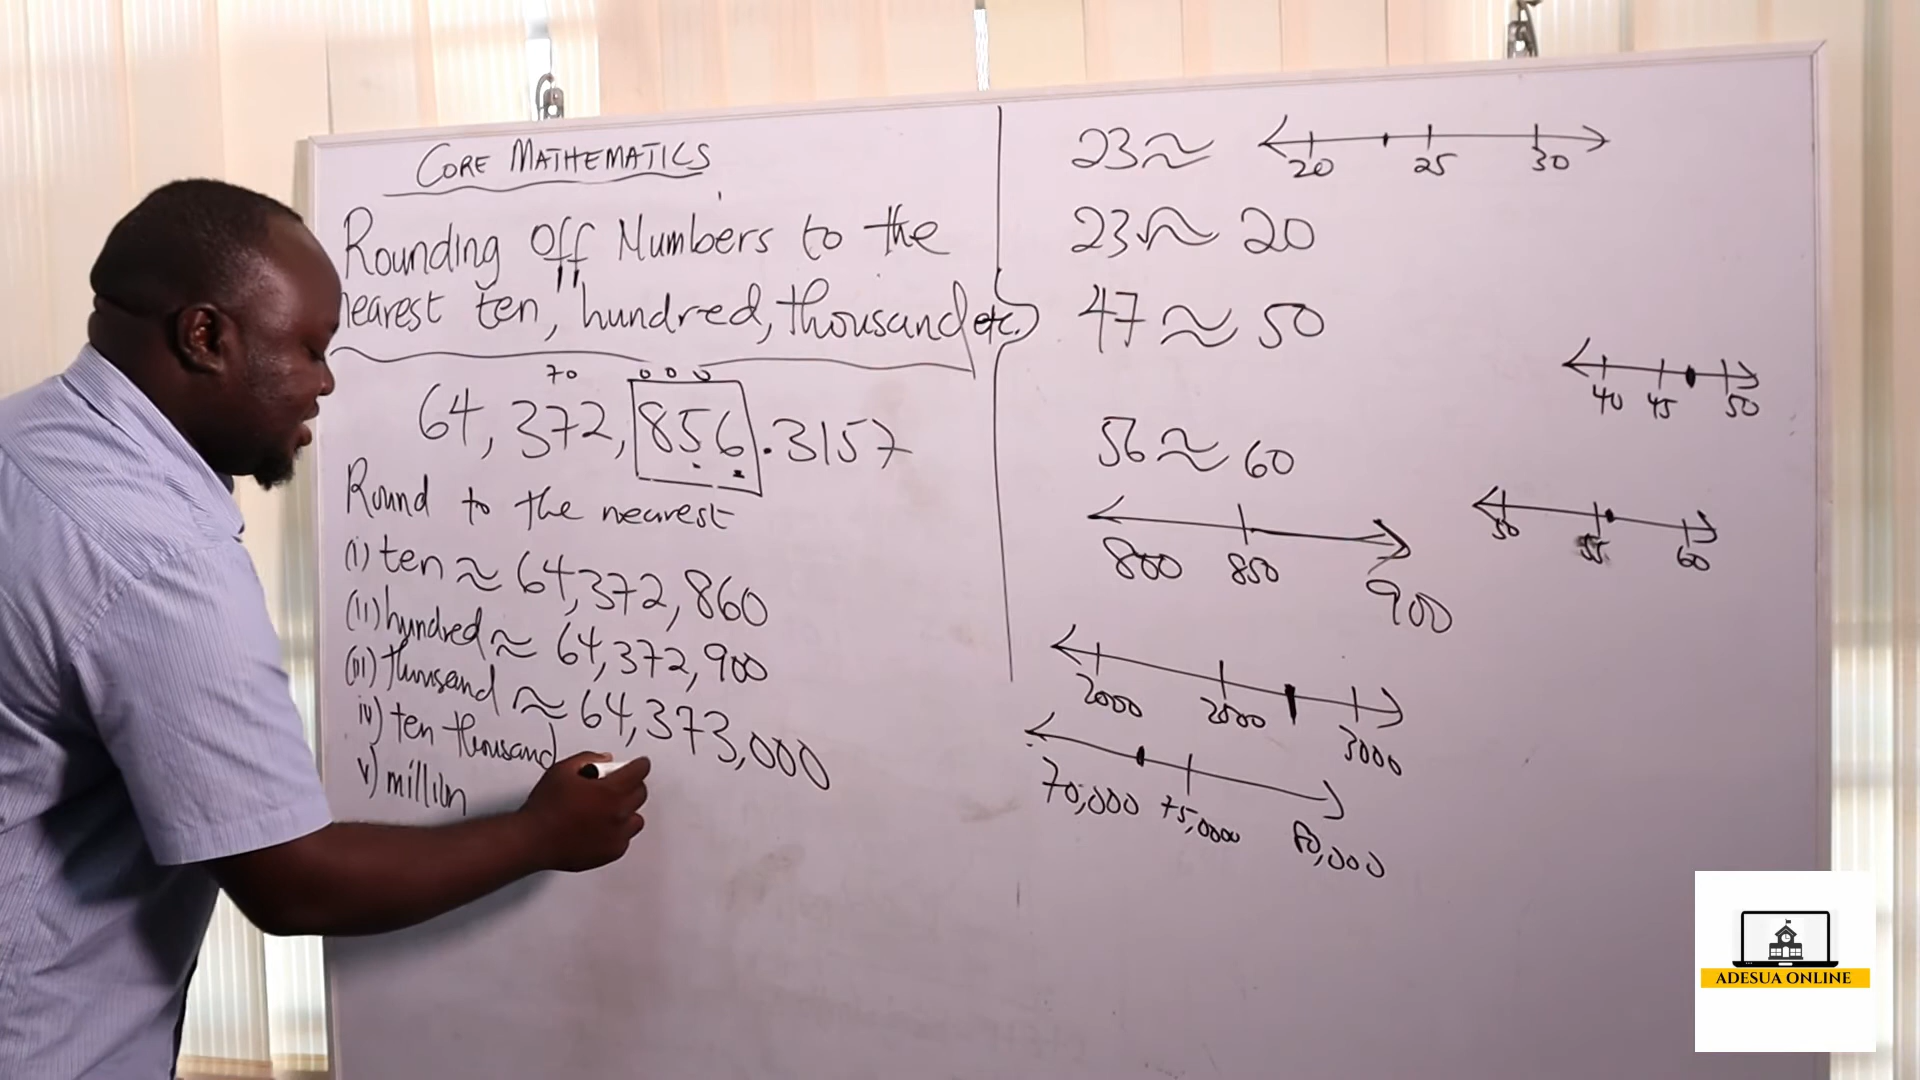 CORE MATHEMATICS
Rounding Off Numbers to the
nearest ten, hundred, thousand etc.)
70 000
64,372,856.3157
Round to the nearest
(i) ten ≈ 64,372,860
(ii) hundred ≈ 64,372,900
(iii) thousand ≈ 64,373,000
iv) ten thousand
v) million
23≈
20 25 30
23≈ 20
47≈ 50
40 45 50
56≈ 60
50 55 60
800 850 900
2000 2500 3000
70,000 75,0000 80,000
ADESUA ONLINE